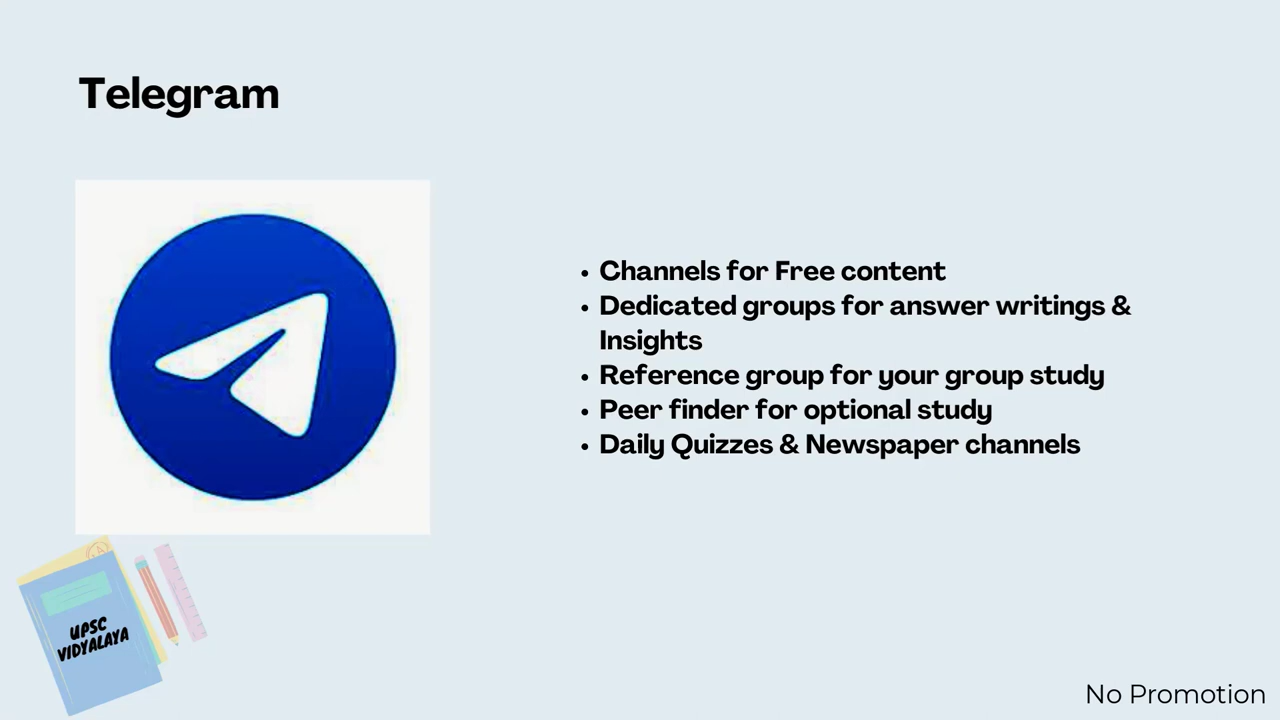 Telegram
• Channels for Free content
• Dedicated groups for answer writings &
Insights
• Reference group for your group study
• Peer finder for optional study
• Daily Quizzes & Newspaper channels
UPSC
VIDYALAYA
No Promotion